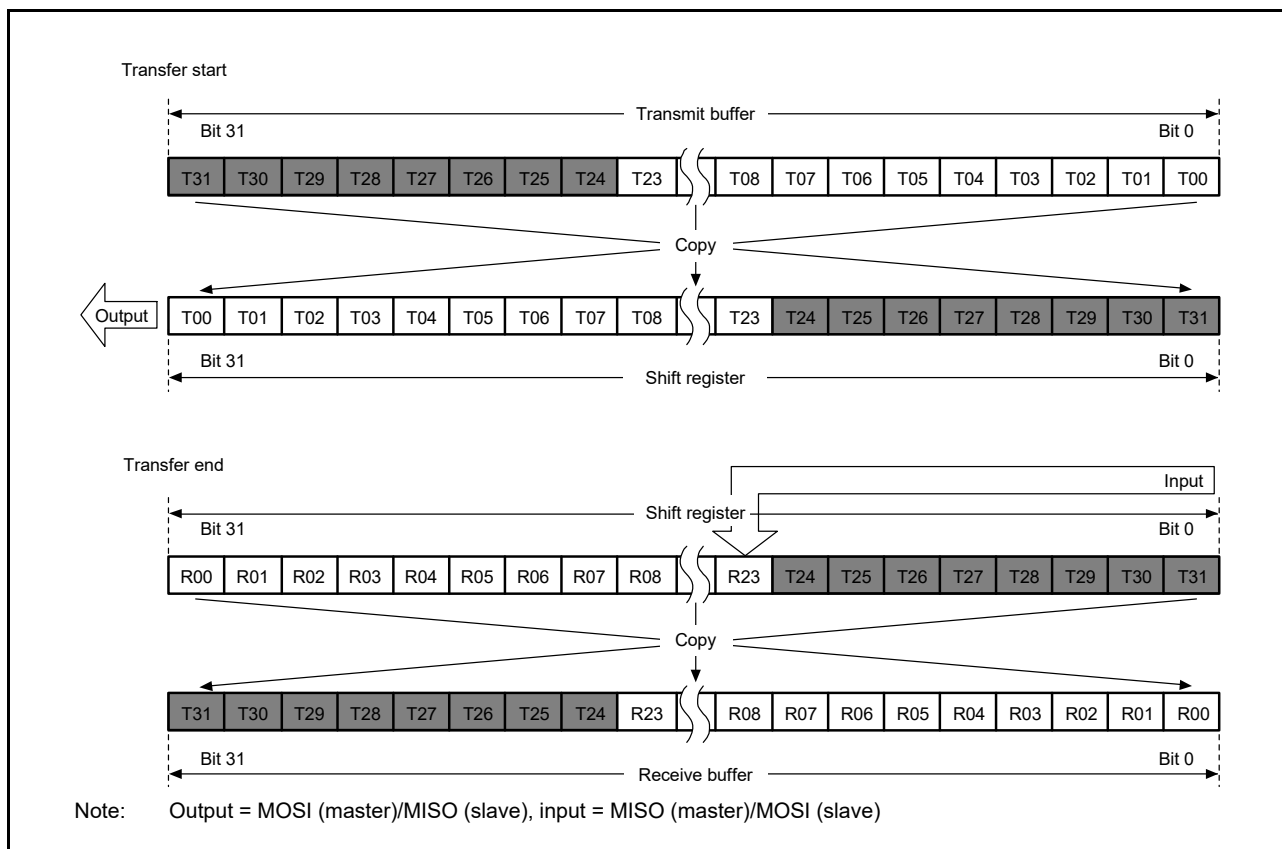 Transfer start
Transmit buffer
Bit 31 Bit 0
T31 T30 T29 T28 T27 T26 T25 T24 T23 T08 T07 T06 T05 T04 T03 T02 T01 T00
Copy
Output T00 T01 T02 T03 T04 T05 T06 T07 T08 T23 T24 T25 T26 T27 T28 T29 T30 T31
Bit 31 Bit 0
Shift register
Transfer end
Input
Shift register
Bit 31 Bit 0
R00 R01 R02 R03 R04 R05 R06 R07 R08 R23 T24 T25 T26 T27 T28 T29 T30 T31
Copy
T31 T30 T29 T28 T27 T26 T25 T24 R23 R08 R07 R06 R05 R04 R03 R02 R01 R00
Bit 31 Bit 0
Receive buffer
Note: Output = MOSI (master)/MISO (slave), input = MISO (master)/MOSI (slave)